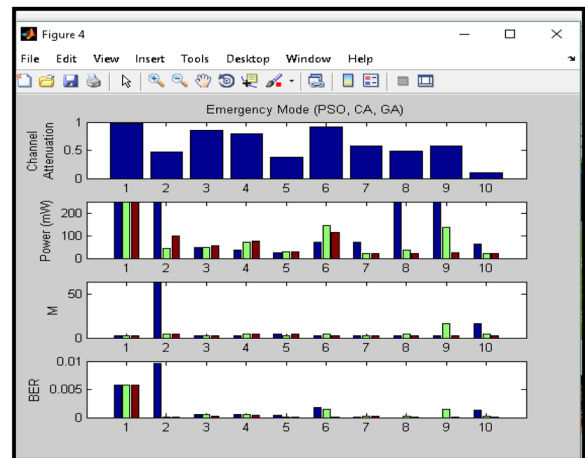 Figure 4
File Edit View Insert Tools Desktop Window Help
Emergency Mode (PSO, CA, GA)
Channel
Attenuation
1
0.5
0
1 2 3 4 5 6 7 8 9 10
Power (mW)
200
100
0
1 2 3 4 5 6 7 8 9 10
M
50
0
1 2 3 4 5 6 7 8 9 10
BER
0.01
0.005
0
1 2 3 4 5 6 7 8 9 10